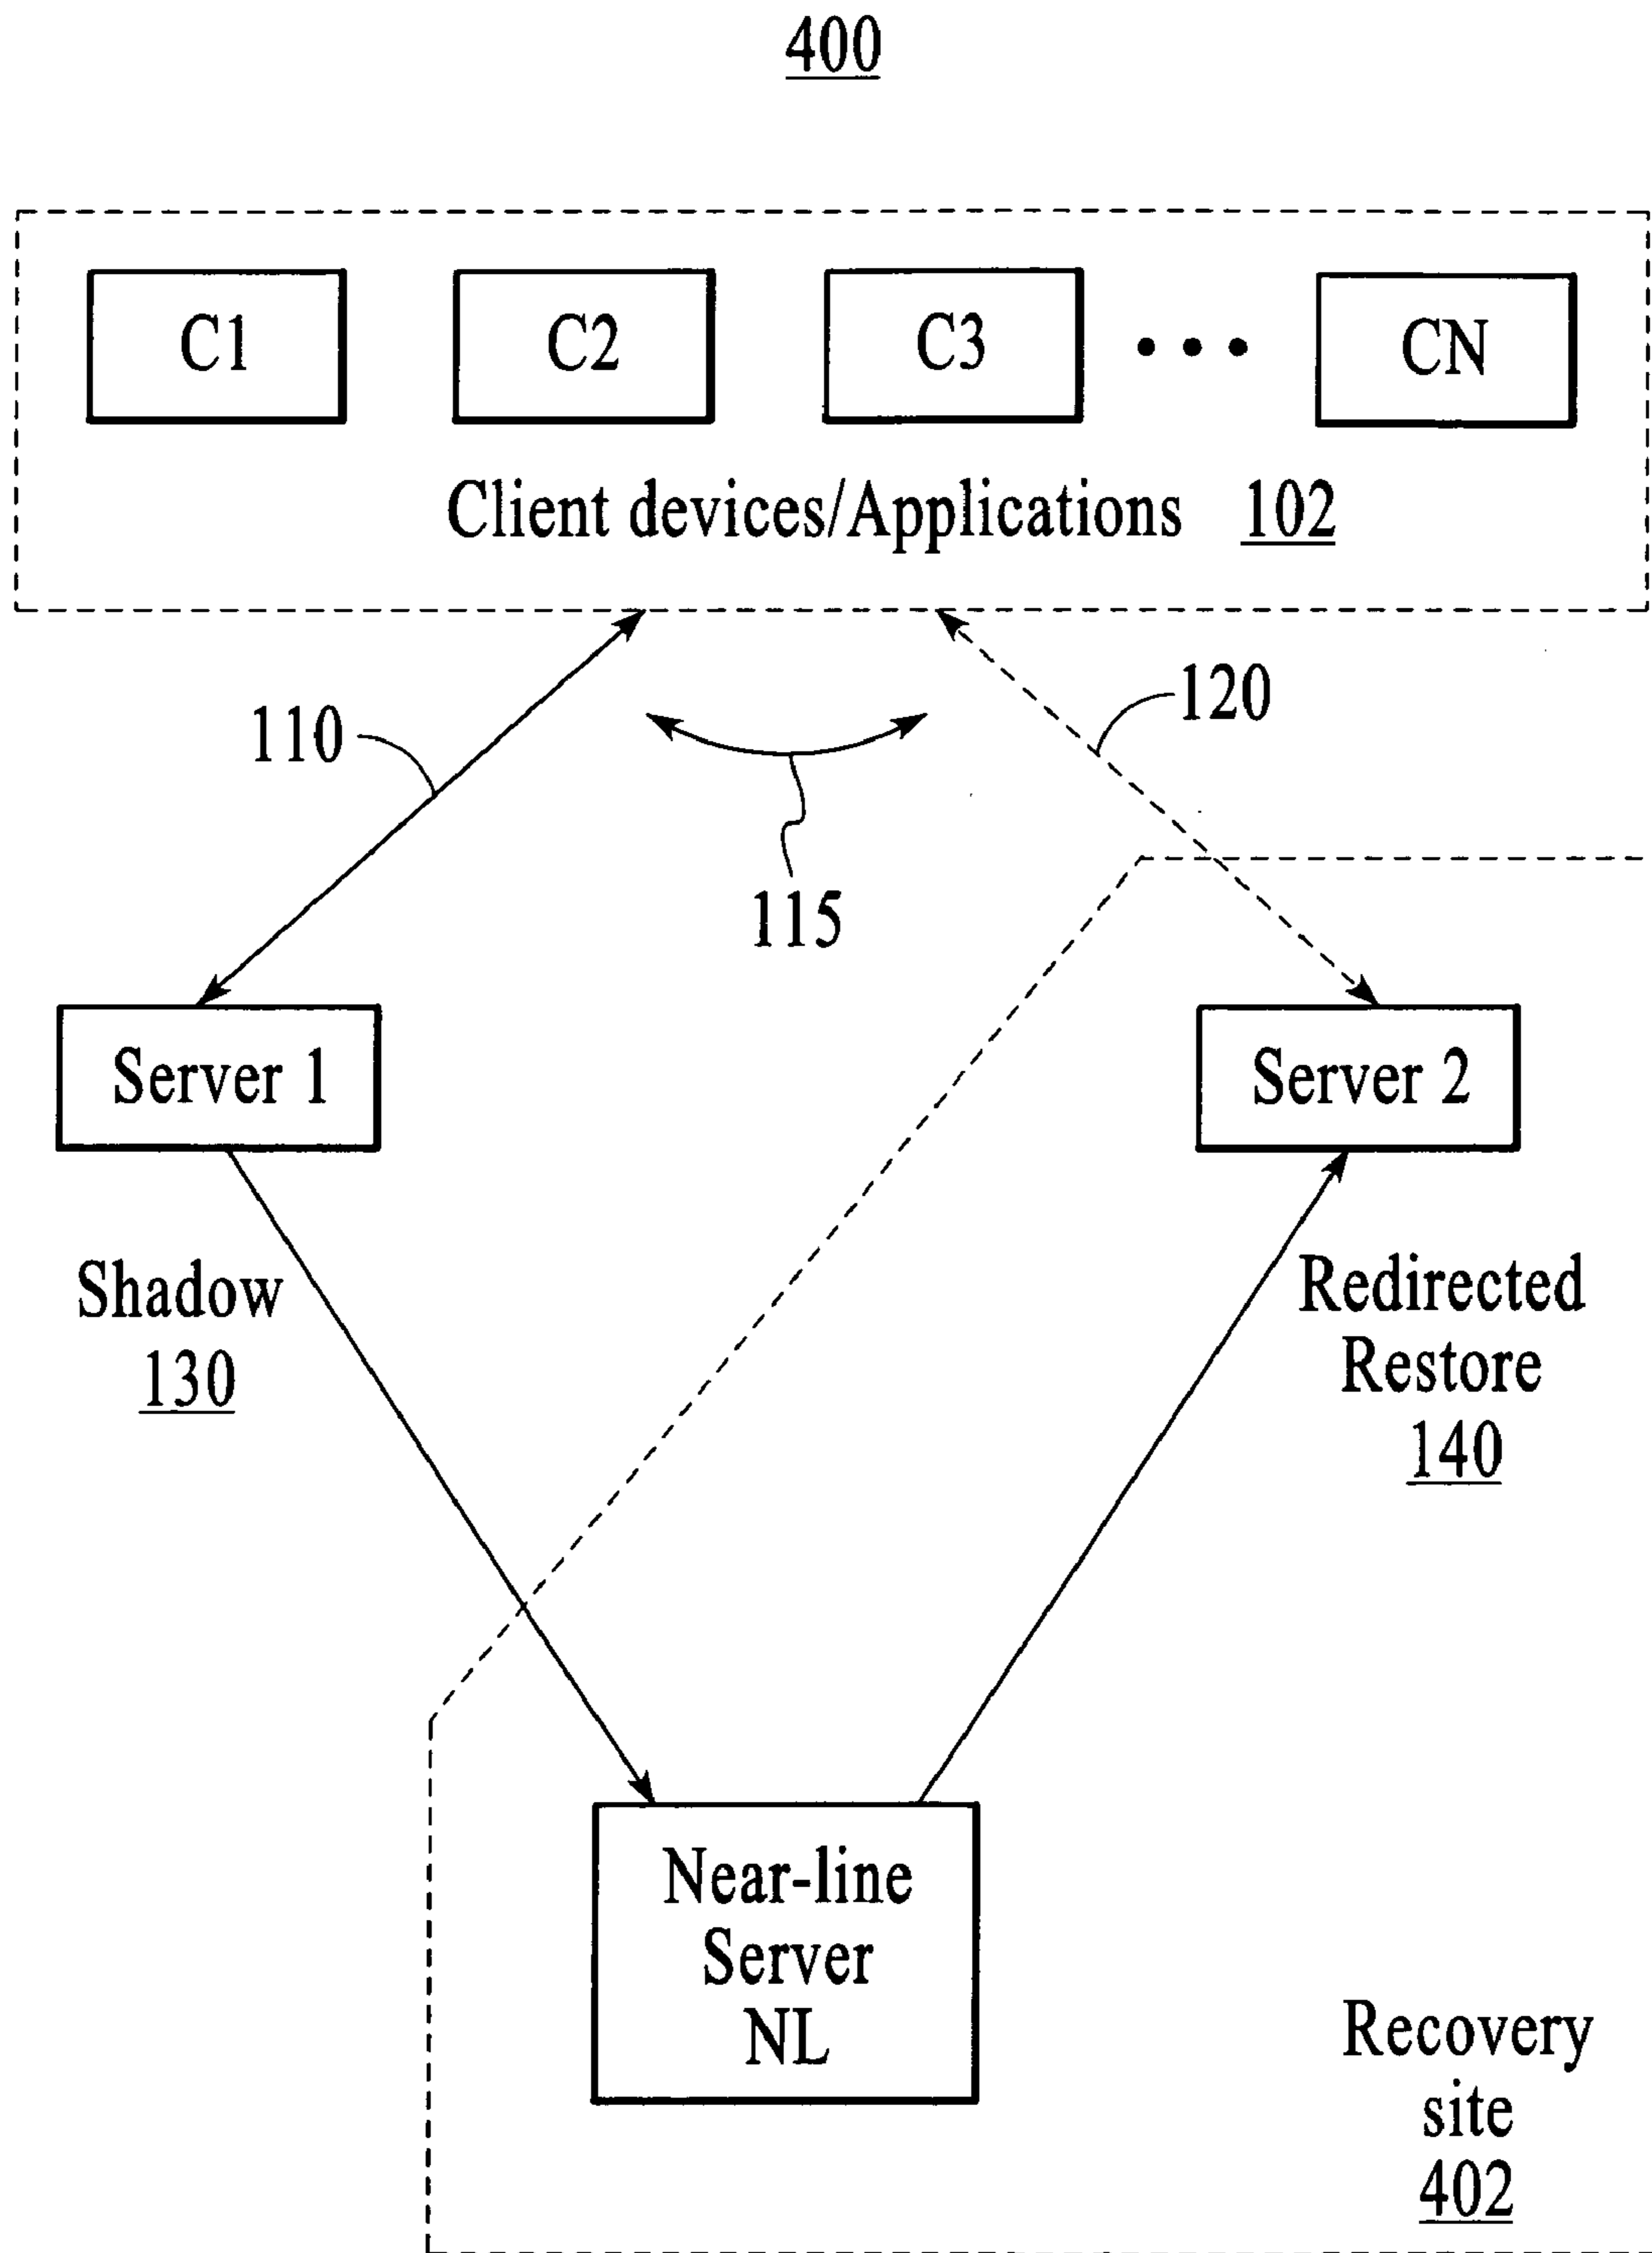 400
C1 C2 C3 • • • CN
Client devices/Applications 102
110
120
115
Server 1
Server 2
Shadow
130
Redirected
Restore
140
Near-line
Server
NL
Recovery
site
402